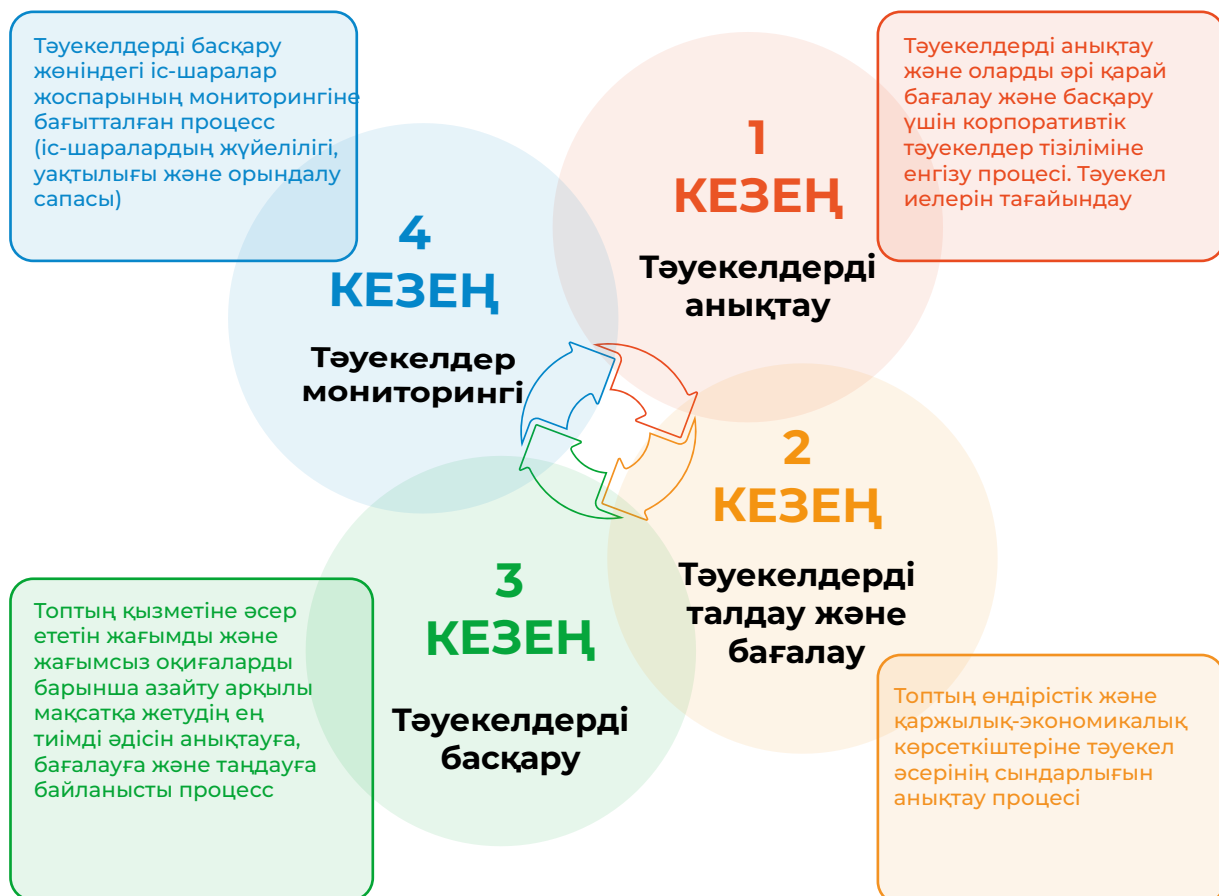 Тәуекелдерді басқару
жөніндегі іс-шаралар
жоспарының мониторингіне
бағытталған процесс
(іс-шаралардың жүйелілігі,
уақтылығы және орындалу
сапасы)
Тәуекелдерді анықтау
және оларды әрі қарай
бағалау және басқару
үшін корпоративтік
тәуекелдер тізіліміне
енгізу процесі. Тәуекел
иелерін тағайындау
1
КЕЗЕҢ
Тәуекелдерді
анықтау
4
КЕЗЕҢ
Тәуекелдер
мониторингі
2
КЕЗЕҢ
Тәуекелдерді
талдау және
бағалау
3
КЕЗЕҢ
Тәуекелдерді
басқару
Топтың қызметіне әсер
ететін жағымды және
жағымсыз оқиғаларды
барынша азайту арқылы
мақсатқа жетудің ең
тиімді әдісін анықтауға,
бағалауға және таңдауға
байланысты процесс
Топтың өндірістік және
қаржылық-экономикалық
көрсеткіштеріне тәуекел
әсерінің сындарлығын
анықтау процесі